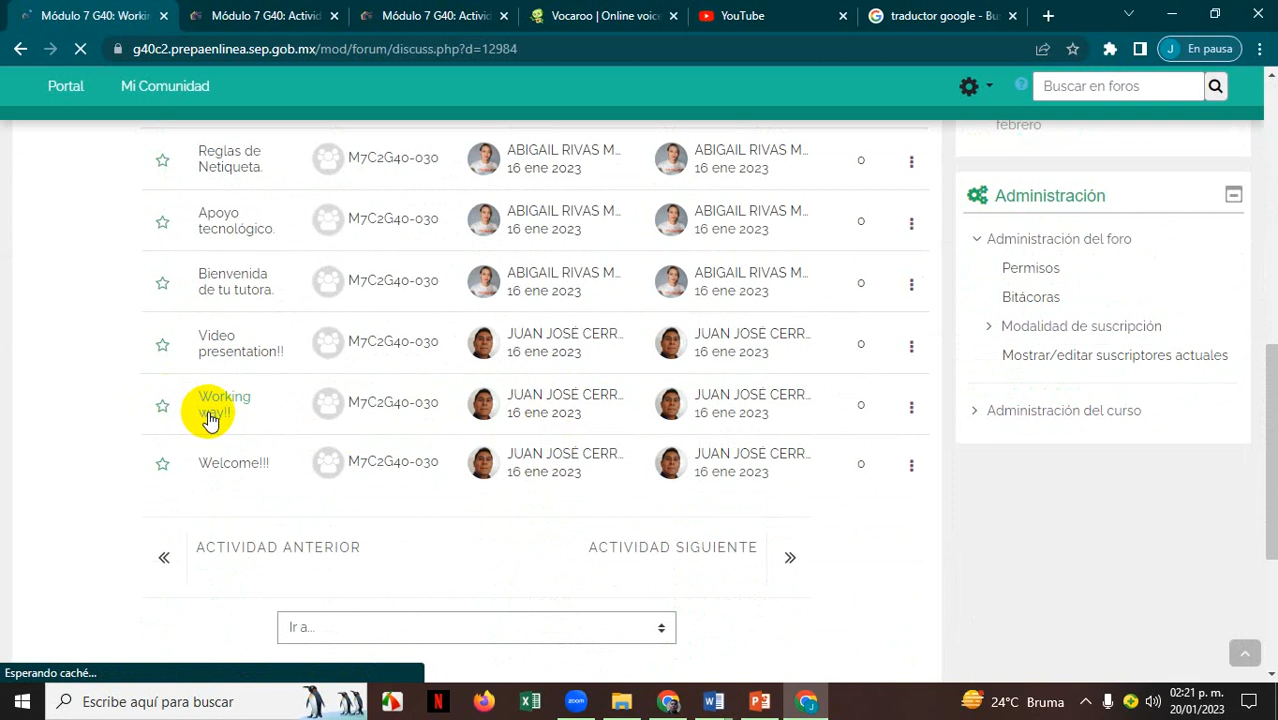 Módulo 7 G40: Workin
Módulo 7 G40: Activid
Módulo 7 G40: Activid
Vocaroo | Online voic
YouTube
traductor google - Bu
g40c2.prepaenlinea.sep.gob.mx/mod/forum/discuss.php?d=12984
J
En pausa
Portal
Mi Comunidad
Buscar en foros
febrero
Reglas de
Netiqueta.
M7C2G40-030
ABIGAIL RIVAS M...
16 ene 2023
ABIGAIL RIVAS M...
16 ene 2023
0
Apoyo
tecnológico.
M7C2G40-030
ABIGAIL RIVAS M...
16 ene 2023
ABIGAIL RIVAS M...
16 ene 2023
0
Bienvenida
de tu tutora.
M7C2G40-030
ABIGAIL RIVAS M...
16 ene 2023
ABIGAIL RIVAS M...
16 ene 2023
0
Video
presentation!!
M7C2G40-030
JUAN JOSÉ CERR...
16 ene 2023
JUAN JOSÉ CERR...
16 ene 2023
0
Working
way!!
M7C2G40-030
JUAN JOSÉ CERR...
16 ene 2023
JUAN JOSÉ CERR...
16 ene 2023
0
Welcome!!!
M7C2G40-030
JUAN JOSÉ CERR...
16 ene 2023
JUAN JOSÉ CERR...
16 ene 2023
0
Administración
Administración del foro
Permisos
Bitácoras
Modalidad de suscripción
Mostrar/editar suscriptores actuales
Administración del curso
ACTIVIDAD ANTERIOR
ACTIVIDAD SIGUIENTE
Ir a...
Esperando caché...
Escribe aquí para buscar
24°C Bruma
02:21 p. m.
20/01/2023